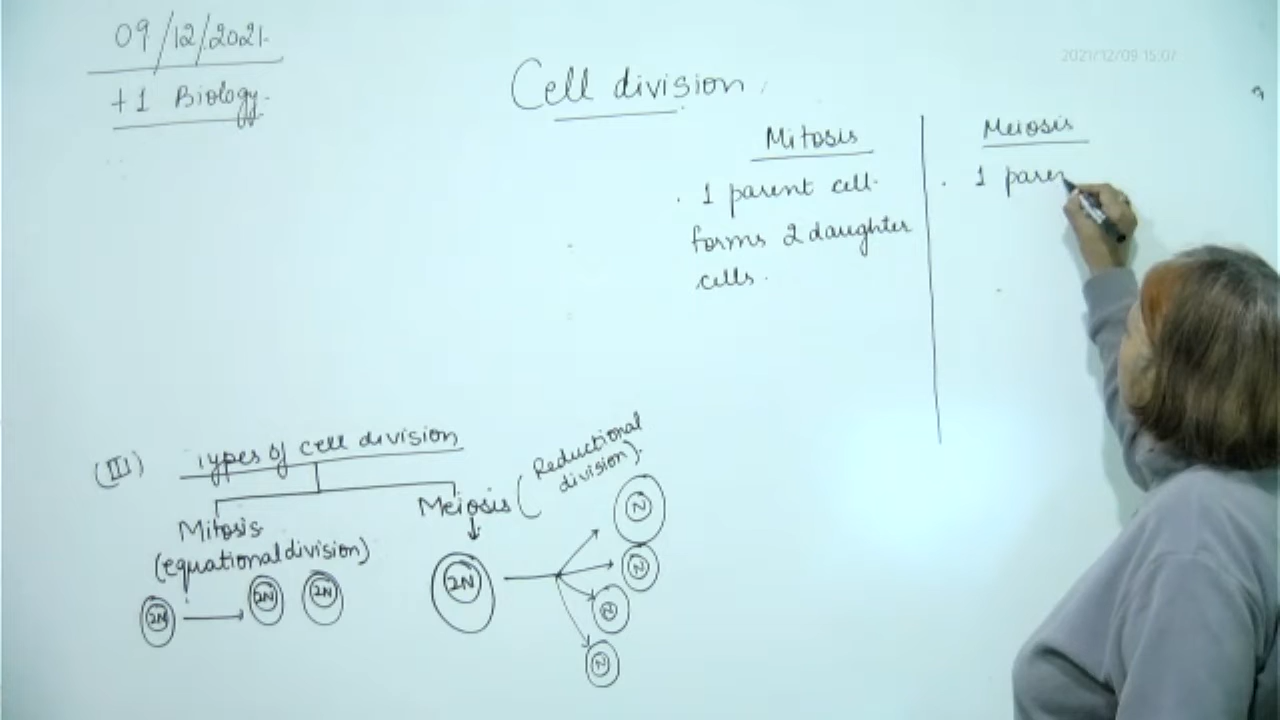 09/12/2021.
+1 Biology.
2021/12/09 15:07
Cell division
Mitosis
. 1 parent cell.
forms 2 daughter
cells.
Meiosis
. 1 paren
(III) Types of cell division
Mitosis
(equational division)
2N
2N
2N
Meiosis (Reductional
division).
2N
N
N
N
N